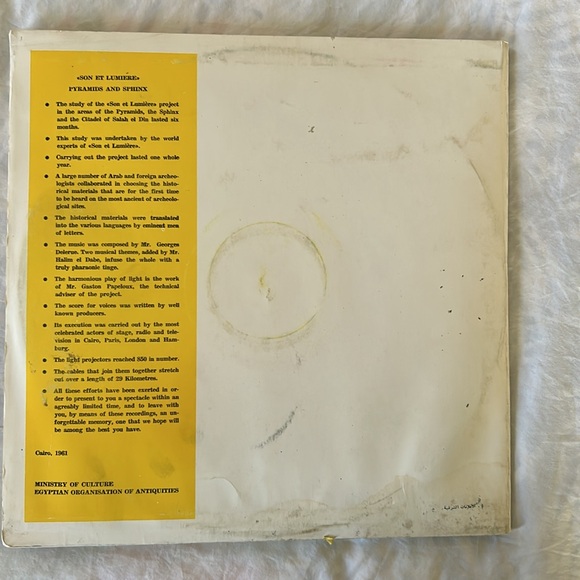 «SON ET LUMIERE»
PYRAMIDS AND SPHINX
● The study of the «Son et Lumière» project
in the areas of the Pyramids, the Sphinx
and the Citadel of Salah el Din lasted six
months.
● This study was undertaken by the world
experts of «Son et Lumière».
● Carrying out the project lasted one whole
year.
● A large number of Arab and foreign archeo-
logists collaborated in choosing the histo-
rical materials that are for the first time
to be heard on the most ancient of archeolo-
gical sites.
● The historical materials were translated
into the various languages by eminent men
of letters.
● The music was composed by Mr. Georges
Delerue. Two musical themes, added by Mr.
Halim el Dabe, infuse the whole with a
truly pharaonic tinge.
● The harmonious play of light is the work
of Mr. Gaston Papeloux, the technical
adviser of the project.
● The score for voices was written by well
known producers.
● Its execution was carried out by the most
celebrated actors of stage, radio and tele-
vision in Cairo, Paris, London and Ham-
burg.
● The light projectors reached 850 in number.
● The cables that join them together stretch
out over a length of 29 Kilometres.
● All these efforts have been exerted in or-
der to present to you a spectacle within an
agreably limited time, and to leave with
you, by means of these recordings, an un-
forgettable memory, one that we hope will
be among the best you have.
Cairo, 1961
MINISTRY OF CULTURE
EGYPTIAN ORGANISATION OF ANTIQUITIES